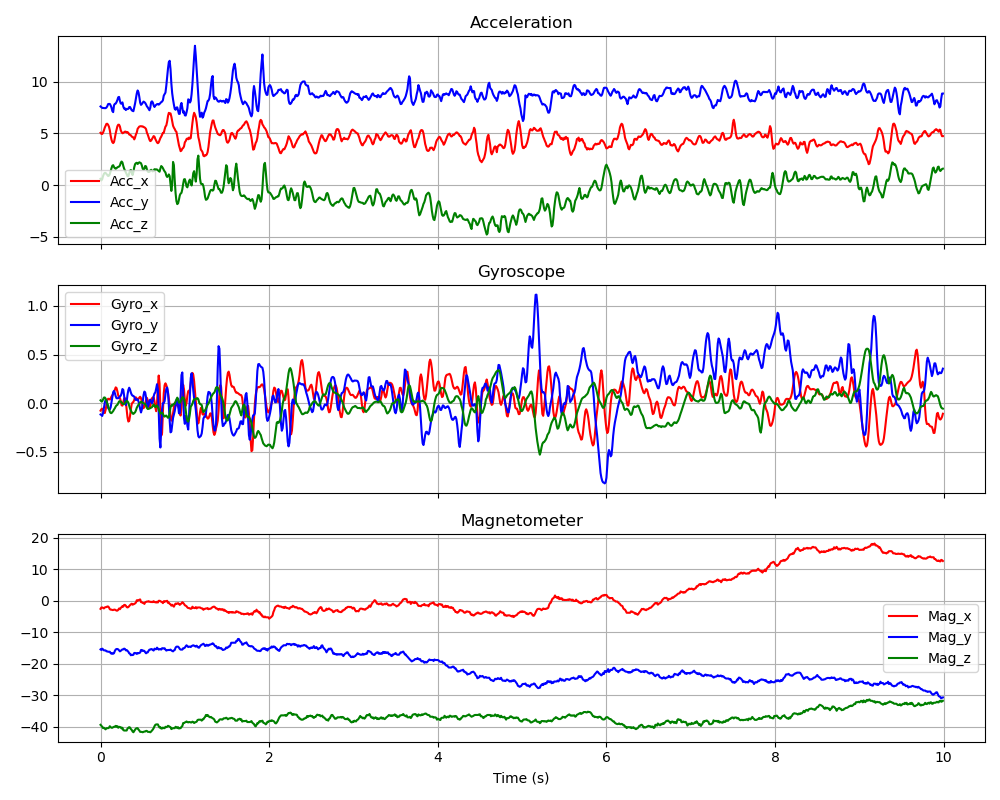 Acceleration
10
5
0
−5
Acc_x
Acc_y
Acc_z
Gyroscope
1.0
0.5
0.0
−0.5
Gyro_x
Gyro_y
Gyro_z
Magnetometer
20
10
0
−10
−20
−30
−40
Mag_x
Mag_y
Mag_z
0 2 4 6 8 10
Time (s)